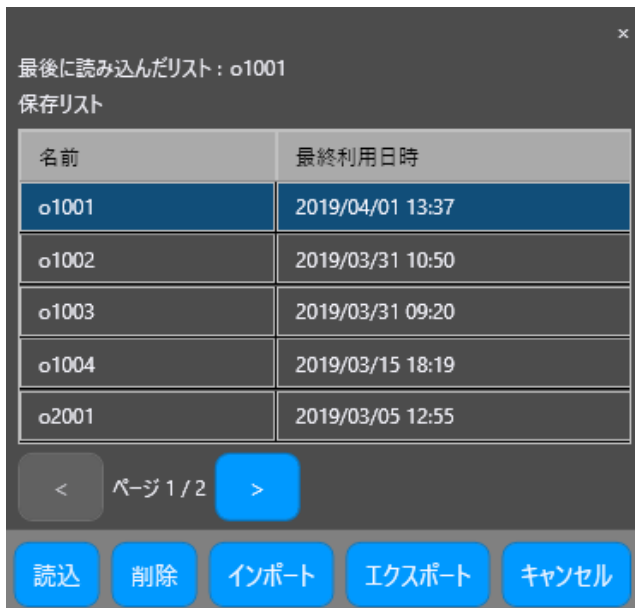 ×
最後に読み込んだリスト : o1001
保存リスト
名前 最終利用日時
o1001 2019/04/01 13:37
o1002 2019/03/31 10:50
o1003 2019/03/31 09:20
o1004 2019/03/15 18:19
o2001 2019/03/05 12:55
< ページ 1 / 2 >
読込 削除 インポート エクスポート キャンセル